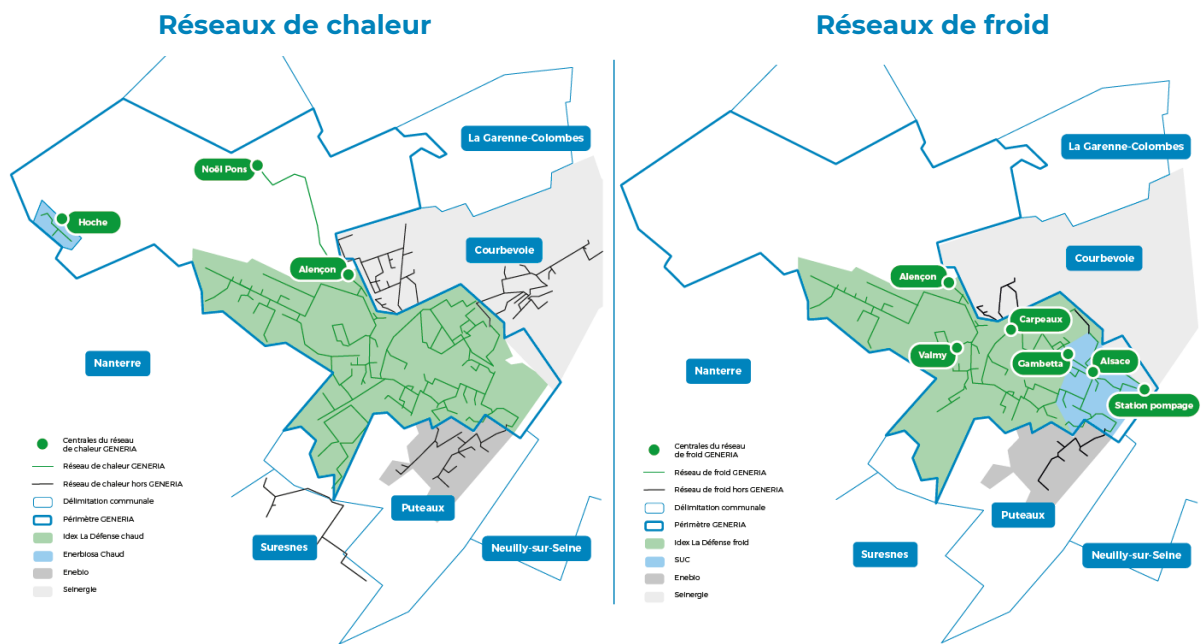 Réseaux de chaleur
La Garenne-Colombes
Noël Pons
Hoche
Courbevoie
Alençon
Nanterre
Centrales du réseau
de chaleur GENERIA
Réseau de chaleur GENERIA
Réseau de chaleur hors GENERIA
Délimitation communale
Périmètre GENERIA
Idex La Défense chaud
Enerbiosa Chaud
Enebio
Seinergie
Puteaux
Suresnes
Neuilly-sur-Seine
Réseaux de froid
La Garenne-Colombes
Courbevoie
Alençon
Carpeaux
Valmy
Gambetta
Alsace
Nanterre
Station pompage
Centrales du réseau
de froid GENERIA
Réseau de froid GENERIA
Réseau de froid hors GENERIA
Délimitation communale
Périmètre GENERIA
Idex La Défense froid
SUC
Enebio
Seinergie
Puteaux
Suresnes
Neuilly-sur-Seine